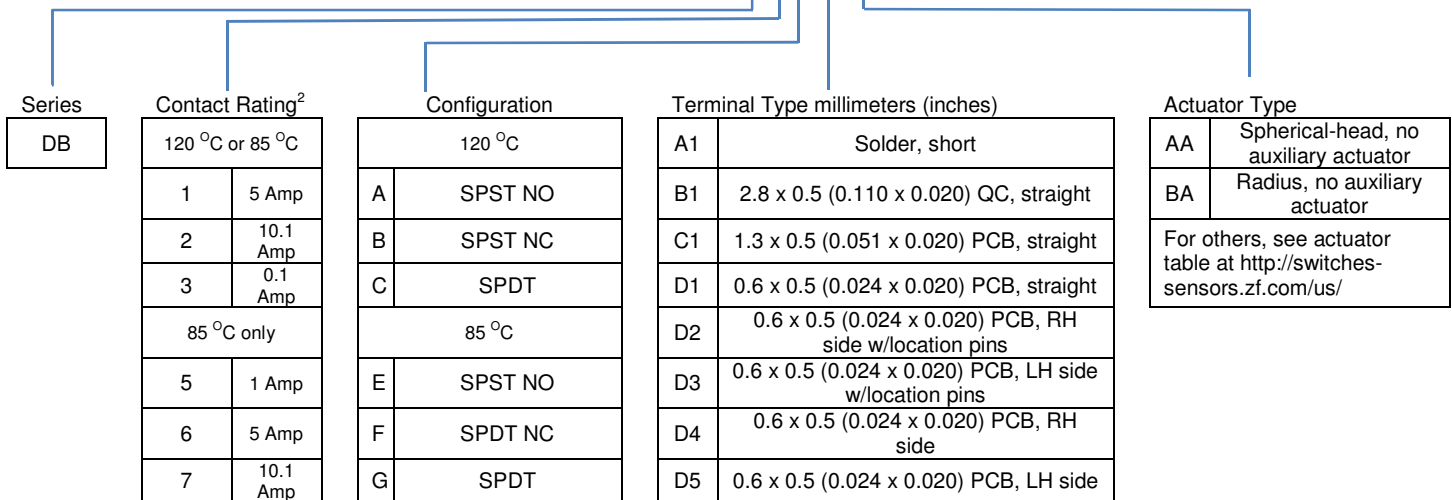 Series
DB
Contact Rating2
120 OC or 85 OC
1 5 Amp
2 10.1
Amp
3 0.1
Amp
85 OC only
5 1 Amp
6 5 Amp
7 10.1
Amp
Configuration
120 OC
A SPST NO
B SPST NC
C SPDT
85 OC
E SPST NO
F SPDT NC
G SPDT
Terminal Type millimeters (inches)
A1 Solder, short
B1 2.8 x 0.5 (0.110 x 0.020) QC, straight
C1 1.3 x 0.5 (0.051 x 0.020) PCB, straight
D1 0.6 x 0.5 (0.024 x 0.020) PCB, straight
D2 0.6 x 0.5 (0.024 x 0.020) PCB, RH
side w/location pins
D3 0.6 x 0.5 (0.024 x 0.020) PCB, LH side
w/location pins
D4 0.6 x 0.5 (0.024 x 0.020) PCB, RH
side
D5 0.6 x 0.5 (0.024 x 0.020) PCB, LH side
Actuator Type
AA Spherical-head, no
auxiliary actuator
BA Radius, no auxiliary
actuator
For others, see actuator
table at http://switches-
sensors.zf.com/us/